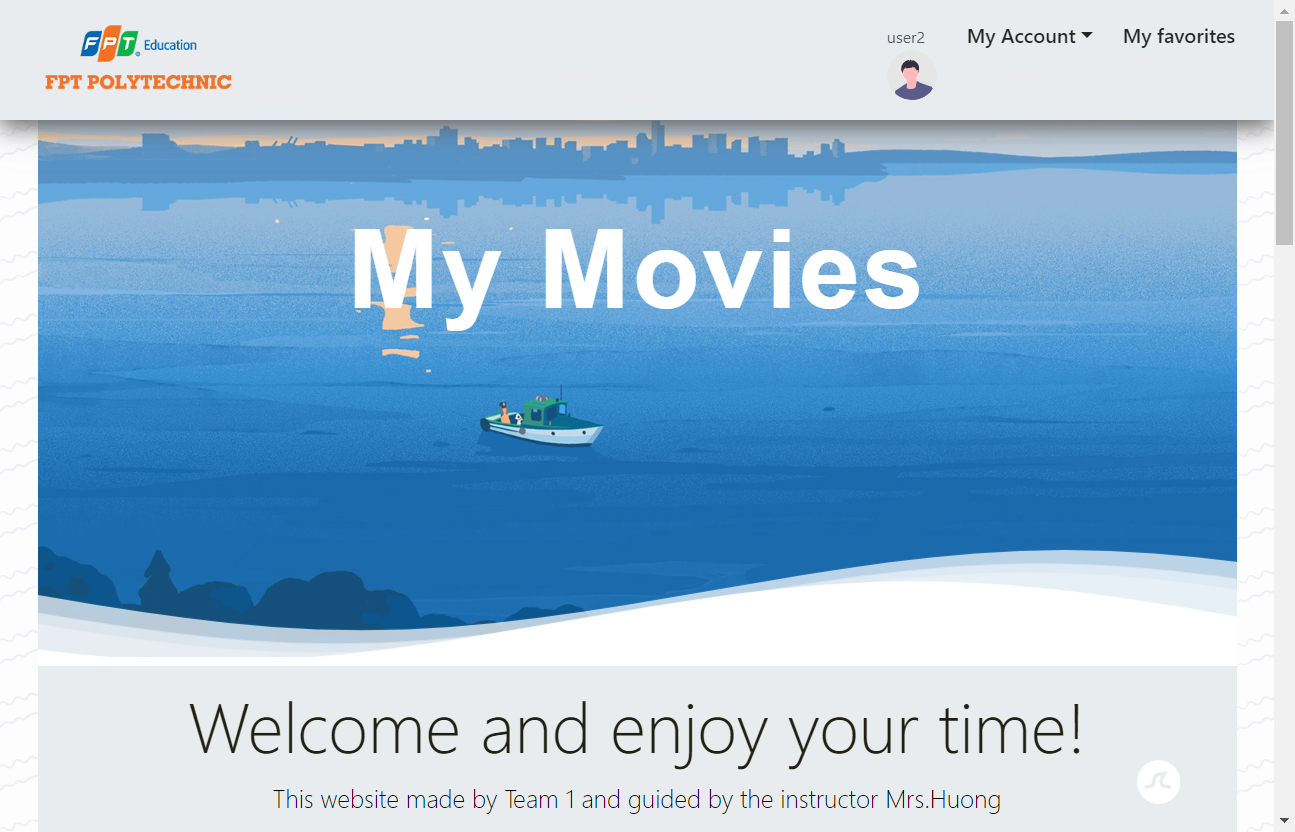 FPT Education
FPT POLYTECHNIC
user2
My Account
My favorites
My Movies
Welcome and enjoy your time!
This website made by Team 1 and guided by the instructor Mrs.Huong